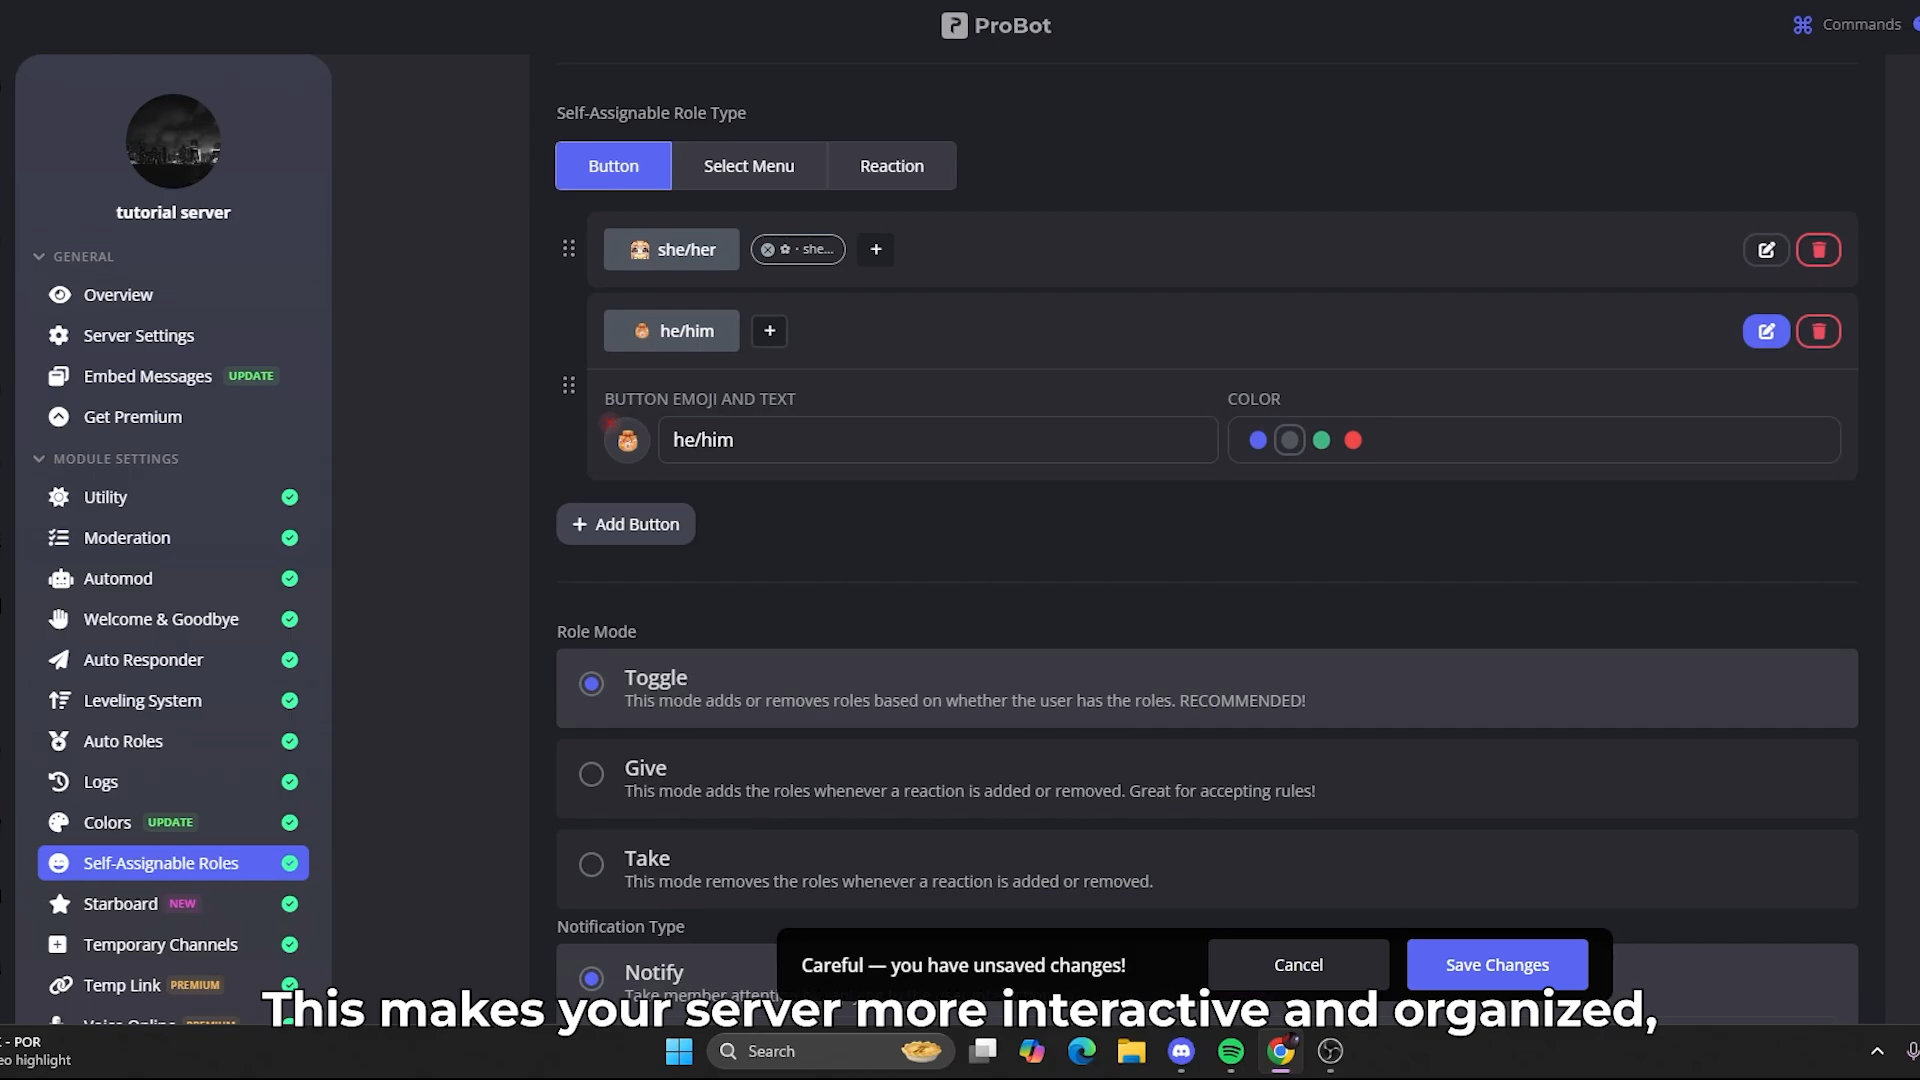 ProBot
Commands
tutorial server
GENERAL
Overview
Server Settings
Embed Messages UPDATE
Get Premium
MODULE SETTINGS
Utility
Moderation
Automod
Welcome & Goodbye
Auto Responder
Leveling System
Auto Roles
Logs
Colors UPDATE
Self-Assignable Roles
Starboard NEW
Temporary Channels
Temp Link PREMIUM
Self-Assignable Role Type
Button Select Menu Reaction
she/her she... +
he/him +
BUTTON EMOJI AND TEXT COLOR
he/him
+ Add Button
Role Mode
Toggle
This mode adds or removes roles based on whether the user has the roles. RECOMMENDED!
Give
This mode adds the roles whenever a reaction is added or removed. Great for accepting rules!
Take
This mode removes the roles whenever a reaction is added or removed.
Notification Type
Notify
Take member
Careful — you have unsaved changes! Cancel Save Changes
This makes your server more interactive and organized,
- POR
eo highlight
Search